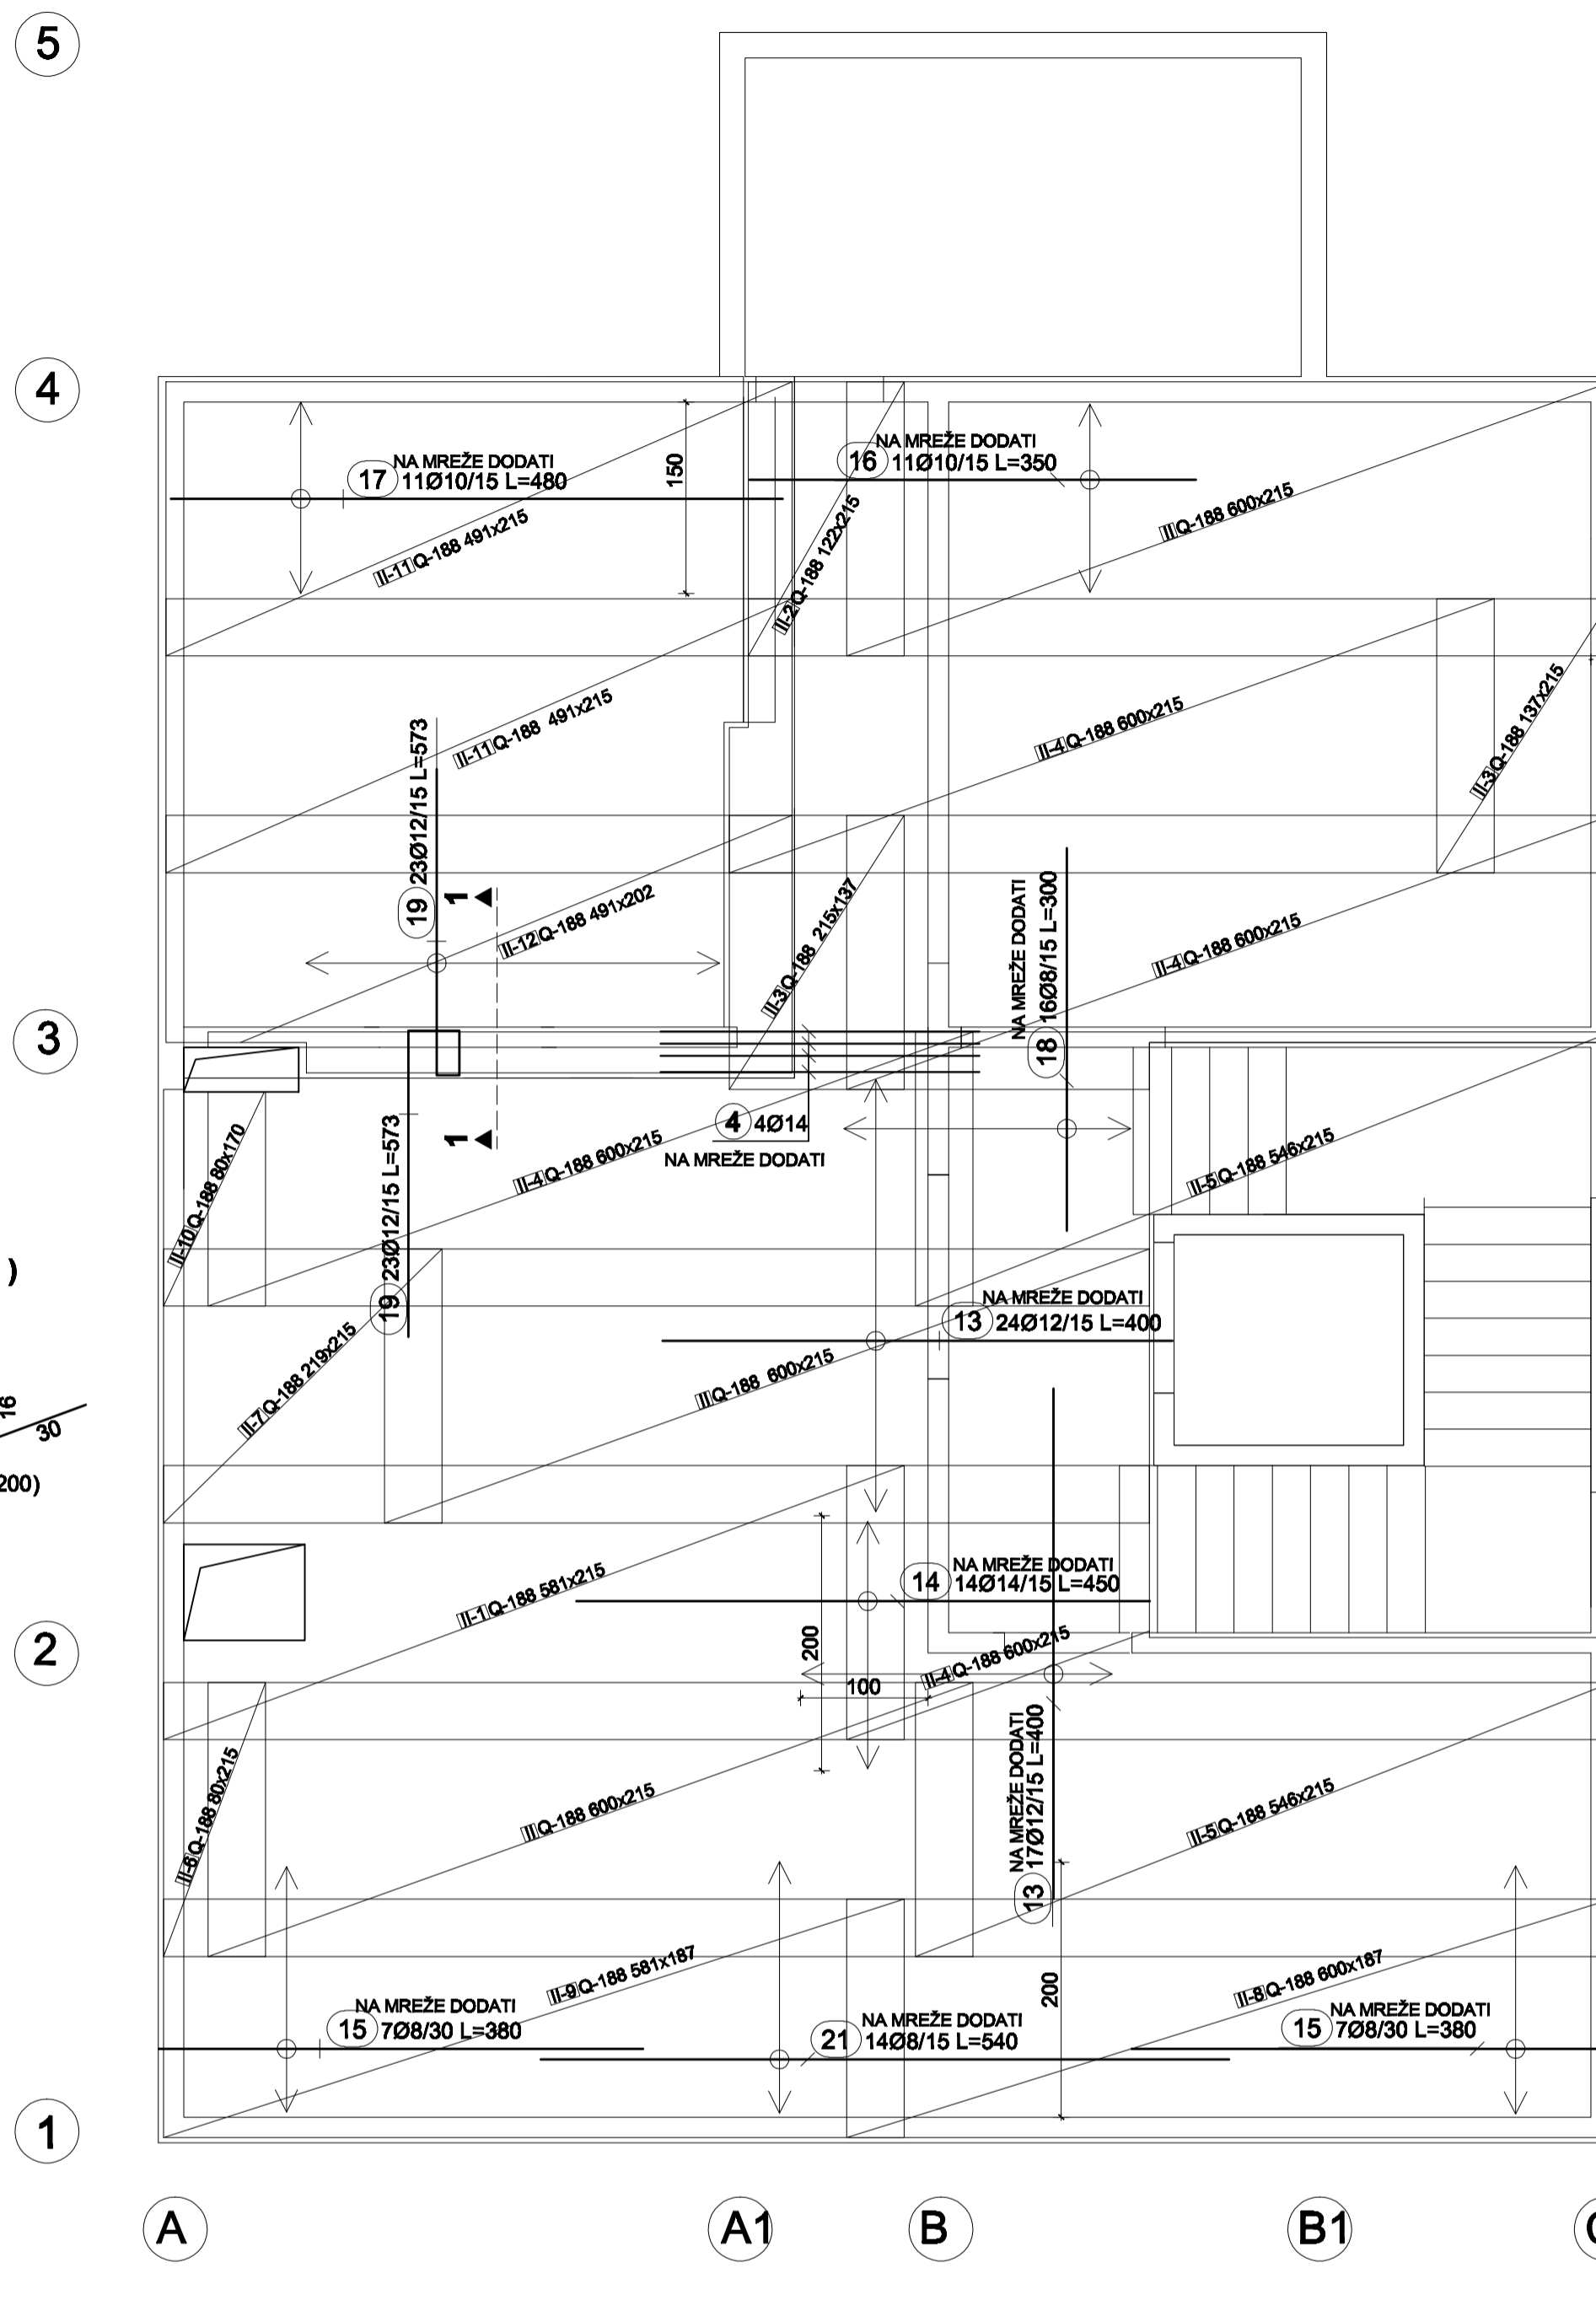 5
4
NA MREŽE DODATI
17 11Ø10/15 L=480
150
NA MREŽE DODATI
16 11Ø10/15 L=350
II-11 Q-188 491x215
II-2 Q-188 122x215
II Q-188 600x215
II-11 Q-188 491x215
II-4 Q-188 600x215
II-3 Q-188 137x215
19 23Ø12/15 L=573
1
II-12 Q-188 491x202
II-3 Q-188 215x137
NA MREŽE DODATI
18 16Ø8/15 L=300
II-4 Q-188 600x215
3
1
4 4Ø14
NA MREŽE DODATI
II-10 Q-188 80x170
19 23Ø12/15 L=573
II-4 Q-188 600x215
II-5 Q-188 546x215
)
NA MREŽE DODATI
13 24Ø12/15 L=400
II-7 Q-188 219x215
II Q-188 600x215
16
30
200)
NA MREŽE DODATI
14 14Ø14/15 L=450
II-1 Q-188 581x215
2
200
100
II-4 Q-188 600x215
NA MREŽE DODATI
13 17Ø12/15 L=400
II-6 Q-188 80x215
II Q-188 600x215
II-5 Q-188 546x215
II-9 Q-188 581x187
200
II-8 Q-188 600x187
NA MREŽE DODATI
15 7Ø8/30 L=380
NA MREŽE DODATI
21 14Ø8/15 L=540
NA MREŽE DODATI
15 7Ø8/30 L=380
1
A
A1
B
B1